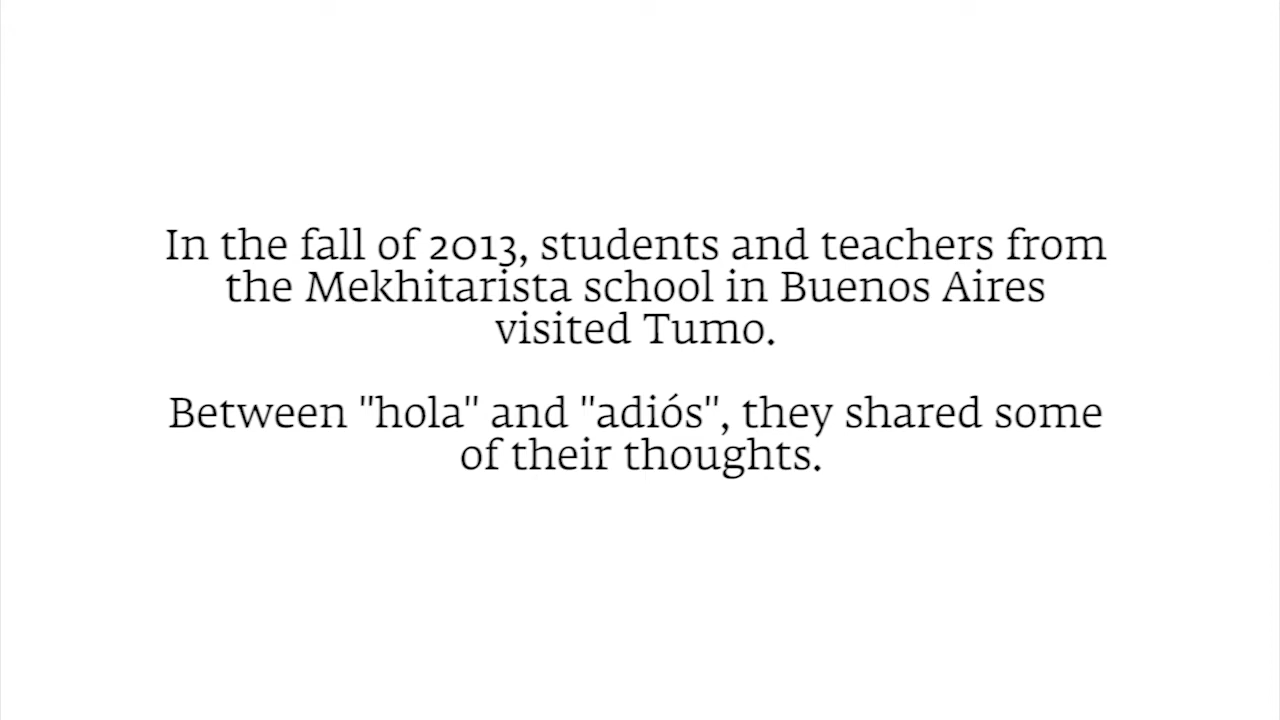 In the fall of 2013, students and teachers from
the Mekhitarista school in Buenos Aires
visited Tumo.
Between "hola" and "adiós", they shared some
of their thoughts.